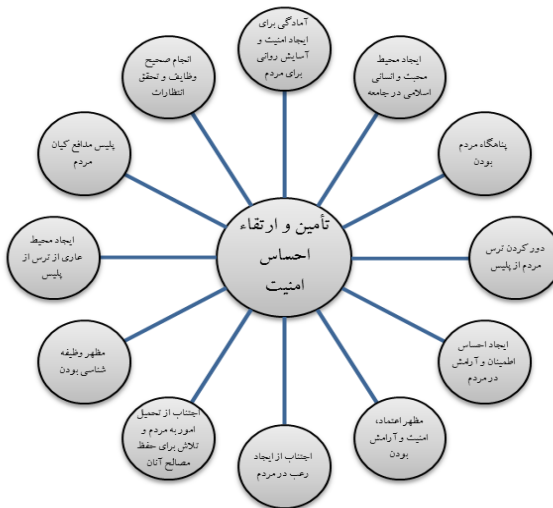 تأمین و ارتقاء
احساس
امنیت
آمادگی برای
ایجاد امنیت و
آسایش روانی
برای مردم
ایجاد محیط
محبت و انسانی
اسلامی در جامعه
پناهگاه مردم
بودن
دور کردن ترس
مردم از پلیس
ایجاد احساس
اطمینان و آرامش
در مردم
مظهر اعتماد،
امنیت و آرامش
بودن
اجتناب از ایجاد
رعب در مردم
اجتناب از تحمیل
امور به مردم و
تلاش برای حفظ
مصالح آنان
مظهر وظیفه
شناسی بودن
ایجاد محیط
عاری از ترس از
پلیس
پلیس مدافع کیان
مردم
انجام صحیح
وظایف و تحقق
انتظارات